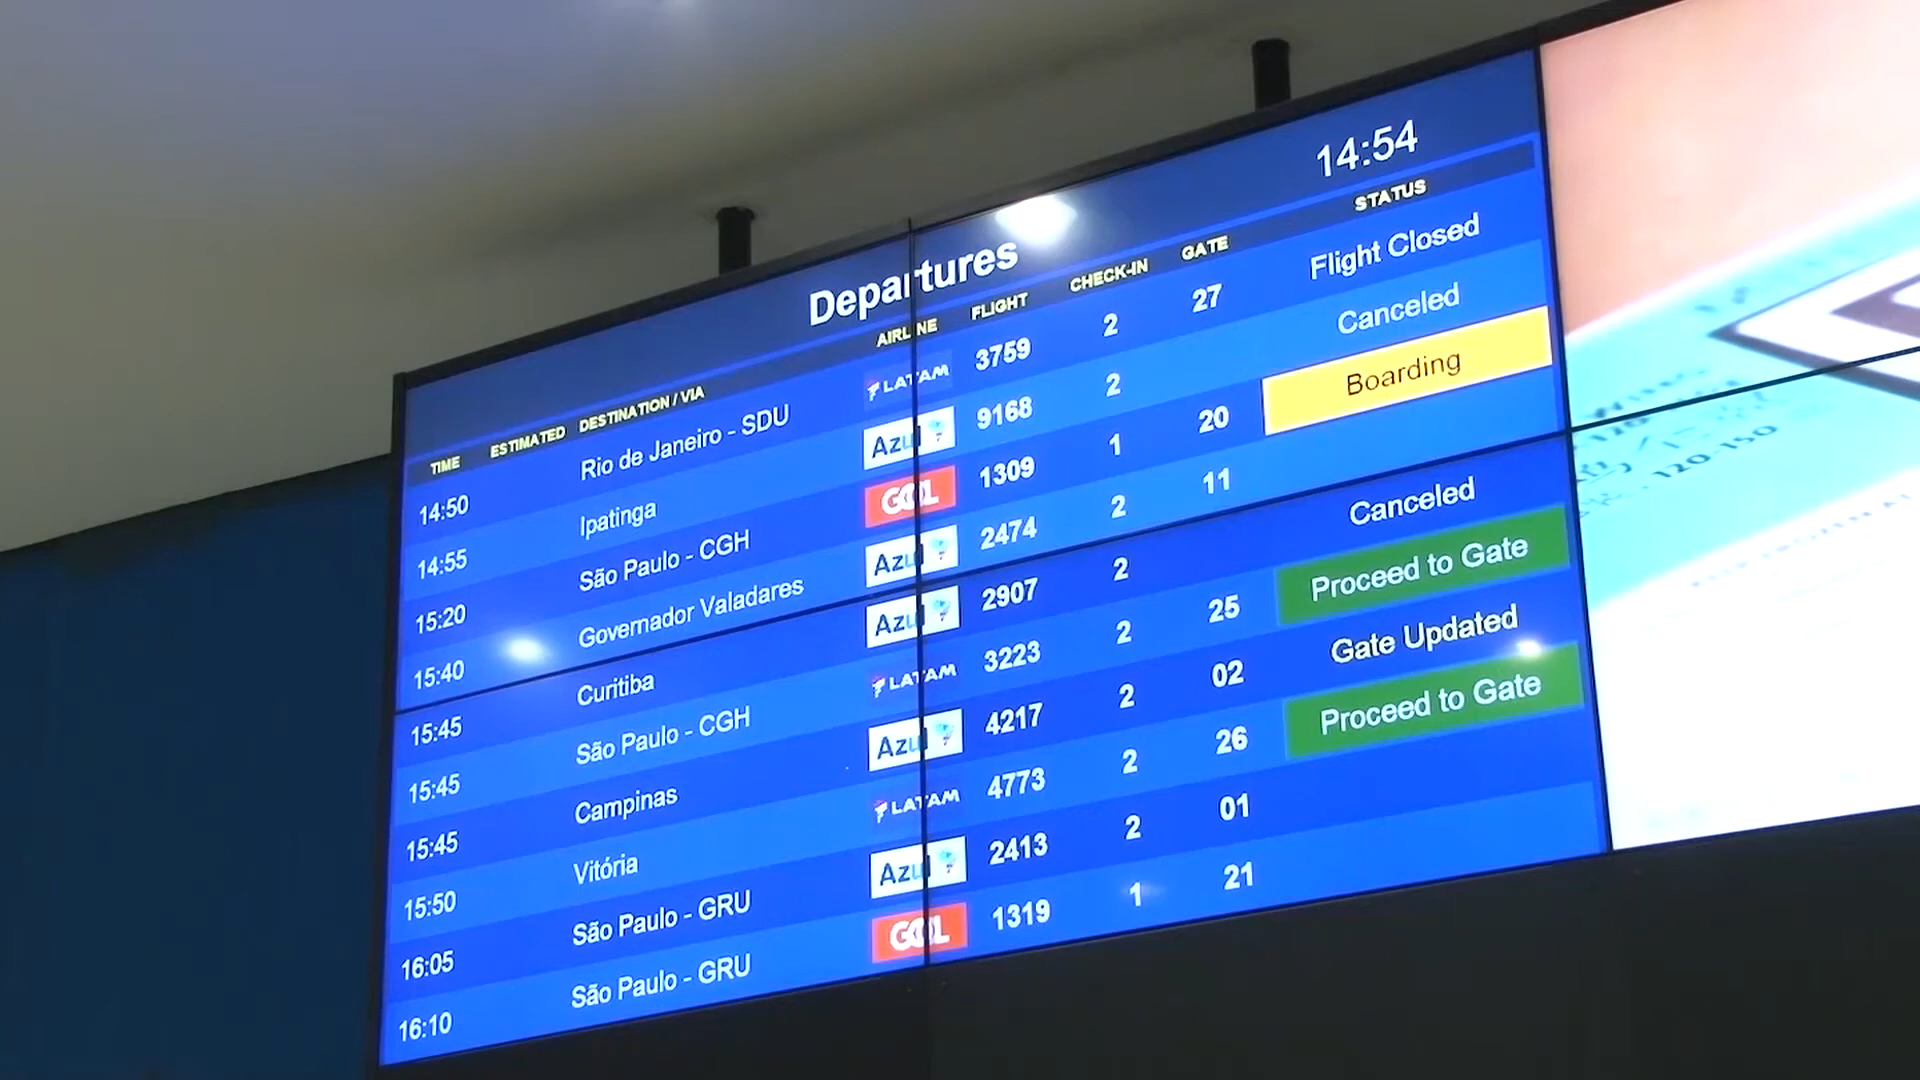 14:54
Departures
TIME ESTIMATED DESTINATION / VIA AIRLINE FLIGHT CHECK-IN GATE STATUS
14:50 Rio de Janeiro - SDU LATAM 3759 2 27 Flight Closed
14:55 Ipatinga Azul 9168 2 Canceled
15:20 São Paulo - CGH GOL 1309 1 20 Boarding
15:40 Governador Valadares Azul 2474 2 11
15:45 Curitiba Azul 2907 2 Canceled
15:45 São Paulo - CGH LATAM 3223 2 25 Proceed to Gate
15:45 Campinas Azul 4217 2 02 Gate Updated
15:50 Vitória LATAM 4773 2 26 Proceed to Gate
16:05 São Paulo - GRU Azul 2413 2 01
16:10 São Paulo - GRU GOL 1319 1 21
120-150